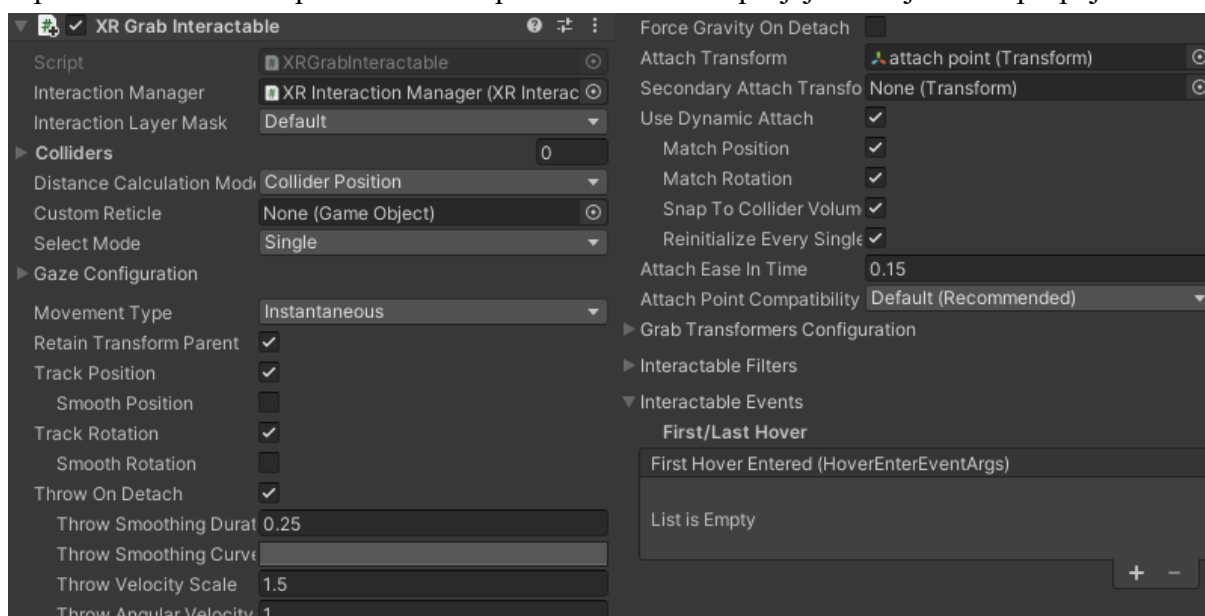 XR Grab Interactable
Script XRGrabInteractable
Interaction Manager XR Interaction Manager (XR Interac
Interaction Layer Mask Default
Colliders 0
Distance Calculation Mod Collider Position
Custom Reticle None (Game Object)
Select Mode Single
Gaze Configuration
Movement Type Instantaneous
Retain Transform Parent
Track Position
Smooth Position
Track Rotation
Smooth Rotation
Throw On Detach
Throw Smoothing Durat 0.25
Throw Smoothing Curve
Throw Velocity Scale 1.5
Throw Angular Velocity 1
Force Gravity On Detach
Attach Transform attach point (Transform)
Secondary Attach Transfo None (Transform)
Use Dynamic Attach
Match Position
Match Rotation
Snap To Collider Volum
Reinitialize Every Single
Attach Ease In Time 0.15
Attach Point Compatibility Default (Recommended)
Grab Transformers Configuration
Interactable Filters
Interactable Events
First/Last Hover
First Hover Entered (HoverEnterEventArgs)
List is Empty